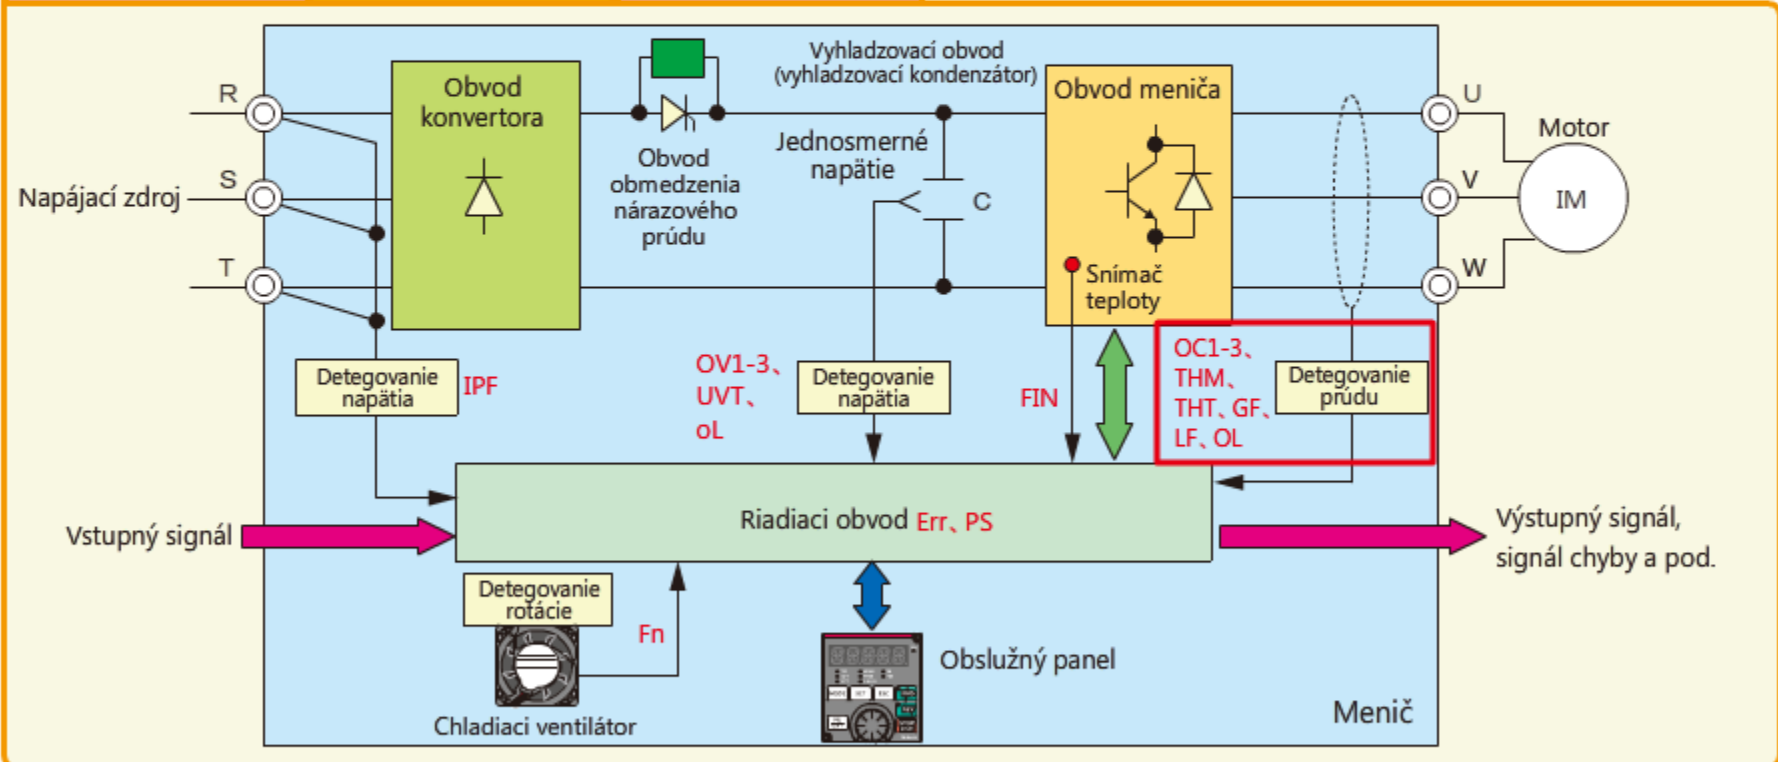 Vyhladzovací obvod
(vyhladzovací kondenzátor)
Obvod
konvertora
Obvod meniča
R
U
Motor
Jednosmerné
napätie
Obvod
obmedzenia
nárazového
prúdu
Napájací zdroj
S
C
V
IM
T
Snímač
teploty
W
Detegovanie
napätia
IPF
OV1-3、
UVT、
oL
Detegovanie
napätia
FIN
OC1-3、
THM、
THT、GF、
LF、OL
Detegovanie
prúdu
Vstupný signál
Riadiaci obvod Err、PS
Výstupný signál,
signál chyby a pod.
Detegovanie
rotácie
Fn
Obslužný panel
Chladiaci ventilátor
Menič